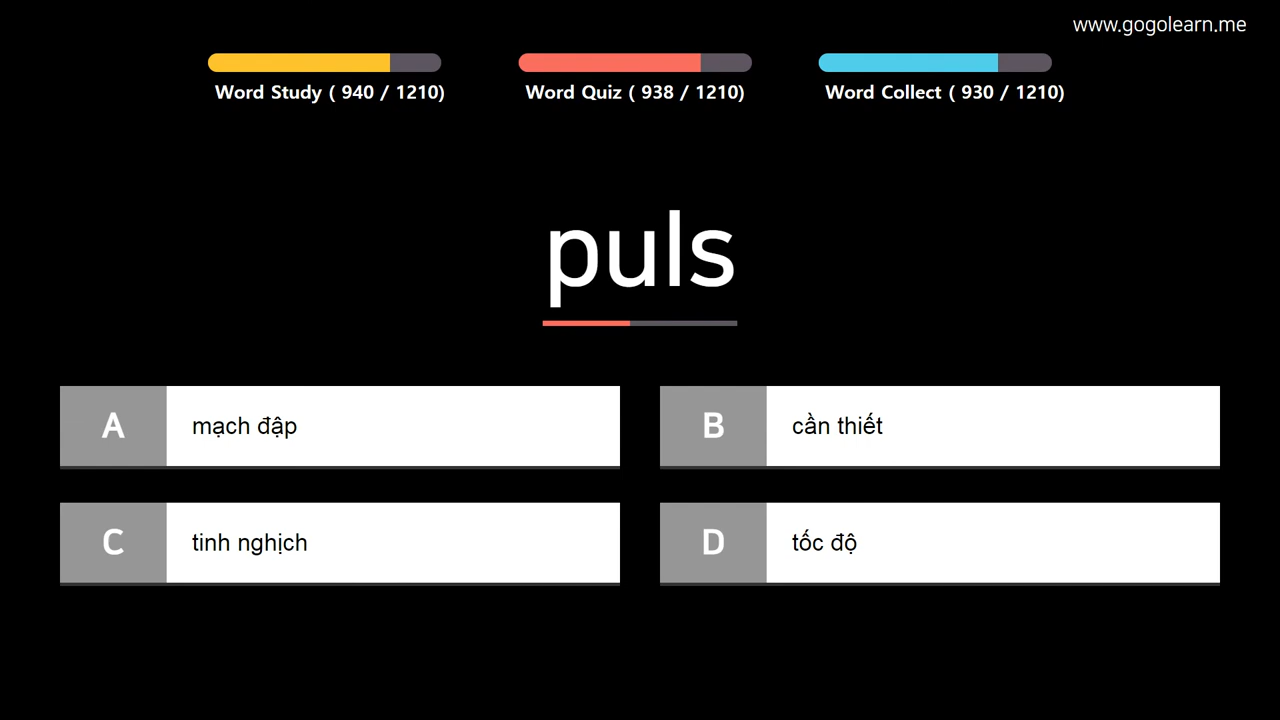 www.gogolearn.me
Word Study ( 940 / 1210)
Word Quiz ( 938 / 1210)
Word Collect ( 930 / 1210)
puls
A mạch đập
B cần thiết
C tinh nghịch
D tốc độ